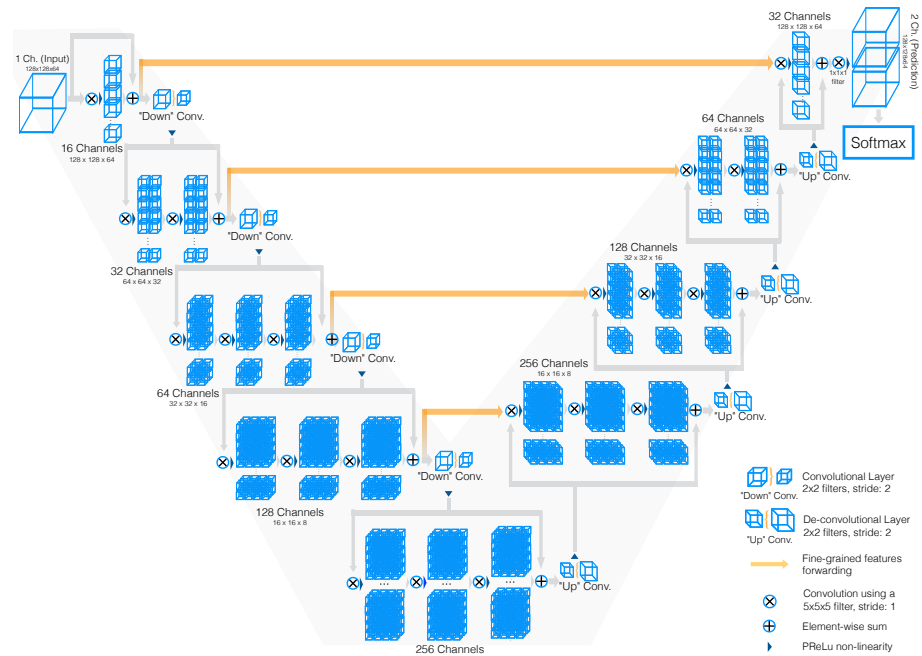 1 Ch. (Input)
128x128x64
16 Channels
128 x 128 x 64
"Down" Conv.
32 Channels
64 x 64 x 32
"Down" Conv.
64 Channels
32 x 32 x 16
"Down" Conv.
128 Channels
16 x 16 x 8
"Down" Conv.
256 Channels
...
...
...
"Up" Conv.
256 Channels
16 x 16 x 8
"Up" Conv.
128 Channels
32 x 32 x 16
"Up" Conv.
64 Channels
64 x 64 x 32
"Up" Conv.
32 Channels
128 x 128 x 64
1x1x1
filter
2 Ch. (Prediction)
128x128x64
Softmax
"Down" Conv.
Convolutional Layer
2x2 filters, stride: 2
"Up" Conv.
De-convolutional Layer
2x2 filters, stride: 2
Fine-grained features
forwarding
Convolution using a
5x5x5 filter, stride: 1
Element-wise sum
PReLu non-linearity